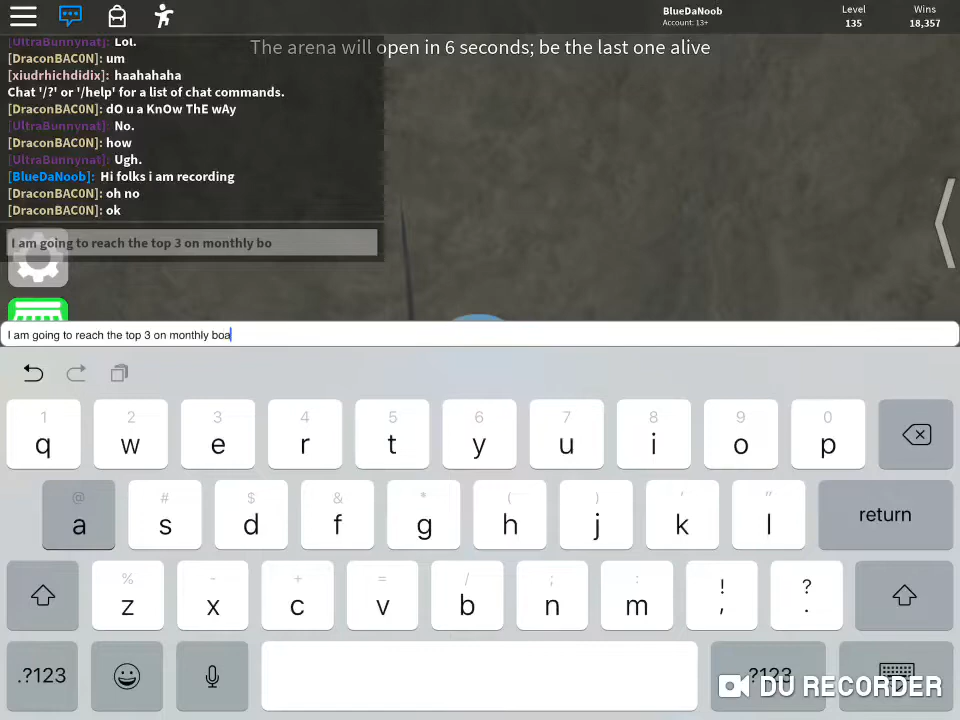 BlueDaNoob
Account: 13+
Level
135
Wins
18,357
The arena will open in 6 seconds; be the last one alive
[UltraBunnynat]: Lol.
[DraconBAC0N]: um
[xiudrhichdidix]: haahahaha
Chat '/?' or '/help' for a list of chat commands.
[DraconBAC0N]: dO u a KnOw ThE wAy
[UltraBunnynat]: No.
[DraconBAC0N]: how
[UltraBunnynat]: Ugh.
[BlueDaNoob]: Hi folks i am recording
[DraconBAC0N]: oh no
[DraconBAC0N]: ok
I am going to reach the top 3 on monthly bo
I am going to reach the top 3 on monthly boa
1 2 3 4 5 6 7 8 9 0
q w e r t y u i o p
@ # $ & * ( ) ' "
a s d f g h j k l return
% - + = / ; : ! ?
z x c v b n m , .
.?123 .?123
DU RECORDER